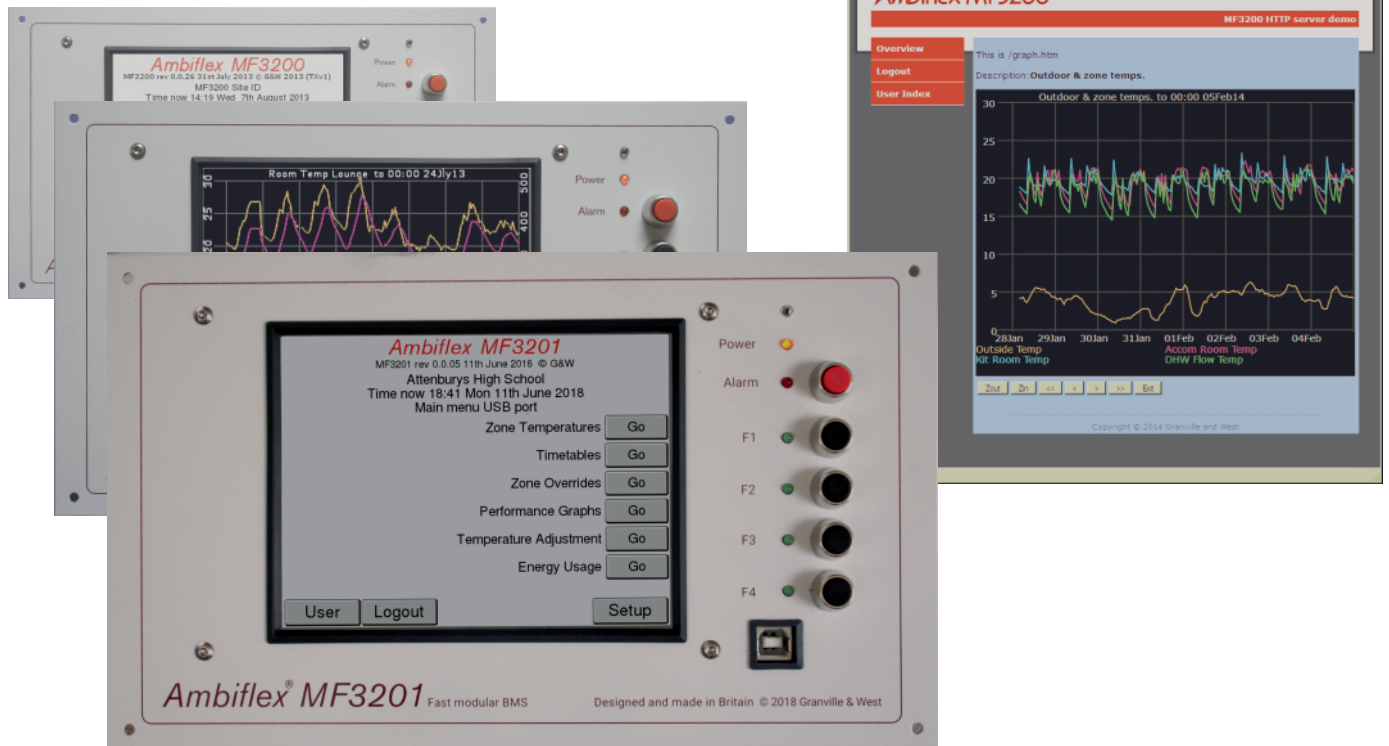 Ambiflex MF3200
MF3200 rev 0.0.26 31st July 2013 © G&W 2013 (TXv1)
MF3200 Site ID
Time now 14:19 Wed 7th August 2013
Power
Alarm
Room Temp Lounge to 00:00 24Jly13
30
25
20
500
400
Power
Alarm
Ambiflex MF3201
MF3201 rev 0.0.05 11th June 2018 © G&W
Attenburys High School
Time now 18:41 Mon 11th June 2018
Main menu USB port
Zone Temperatures Go
Timetables Go
Zone Overrides Go
Performance Graphs Go
Temperature Adjustment Go
Energy Usage Go
User Logout Setup
Power
Alarm
F1
F2
F3
F4
Ambiflex® MF3201 Fast modular BMS
Designed and made in Britain © 2018 Granville & West
Ambiflex MF3200
MF3200 HTTP server demo
Overview
Logout
User Index
This is /graph.htm
Description:Outdoor & zone temps.
Outdoor & zone temps. to 00:00 05Feb14
30
25
20
15
10
5
0
28Jan 29Jan 30Jan 31Jan 01Feb 02Feb 03Feb 04Feb
Outside Temp Accom Room Temp
Kit Room Temp DHW Flow Temp
Zout Zin << < > >> Exit
Copyright © 2014 Granville and West.